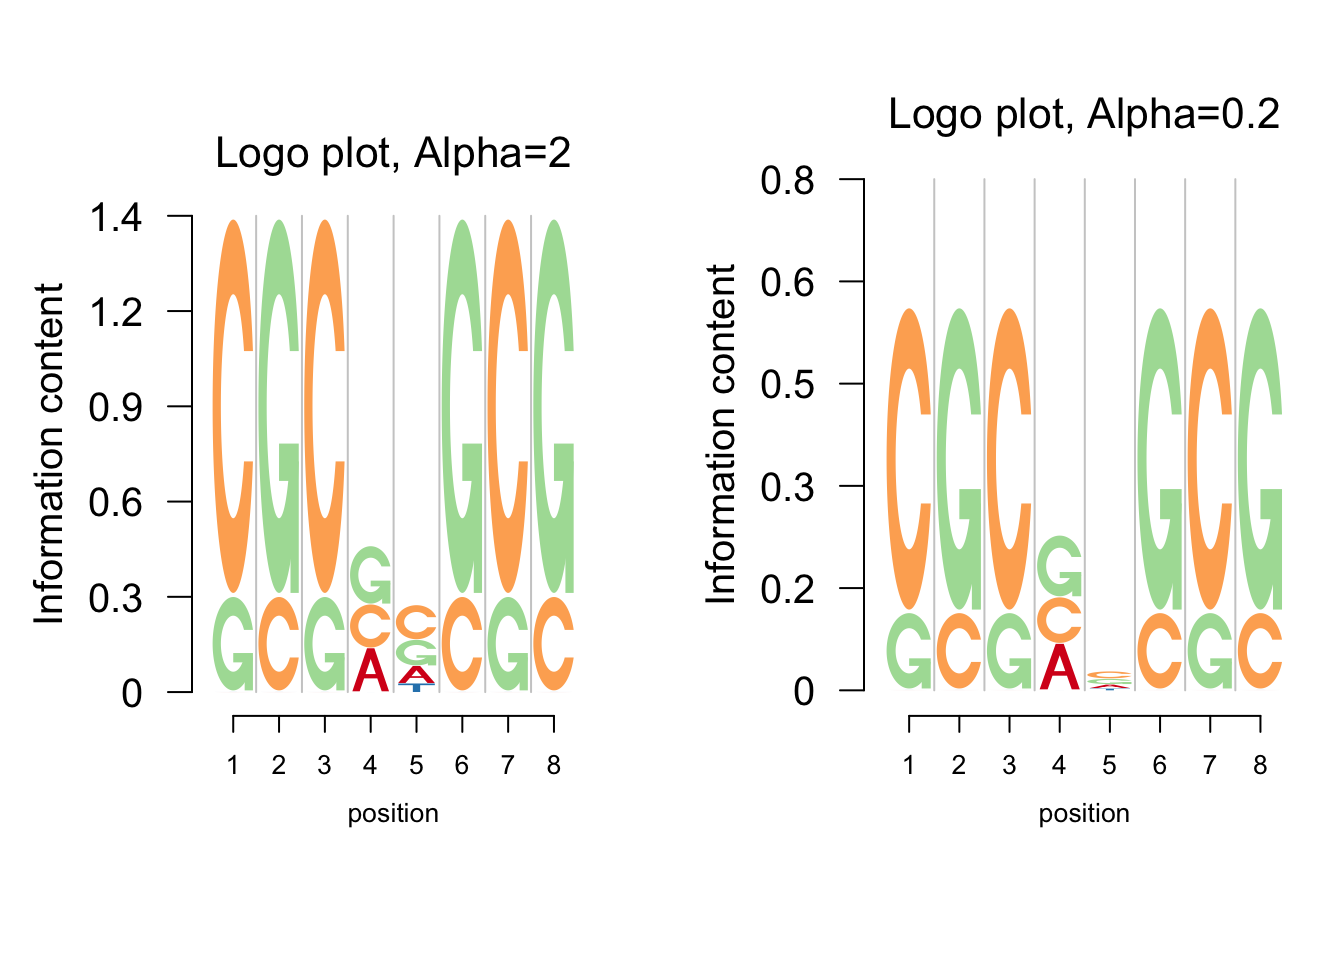 Logo plot, Alpha=2
Information content
1.4
1.2
0.9
0.6
0.3
0
C G C G C G C G
G C G C C C G C
A G
A
T
1 2 3 4 5 6 7 8
position
Logo plot, Alpha=0.2
Information content
0.8
0.6
0.5
0.3
0.2
0
C G C G C G C G
G C G C G C G C
A A
T
1 2 3 4 5 6 7 8
position